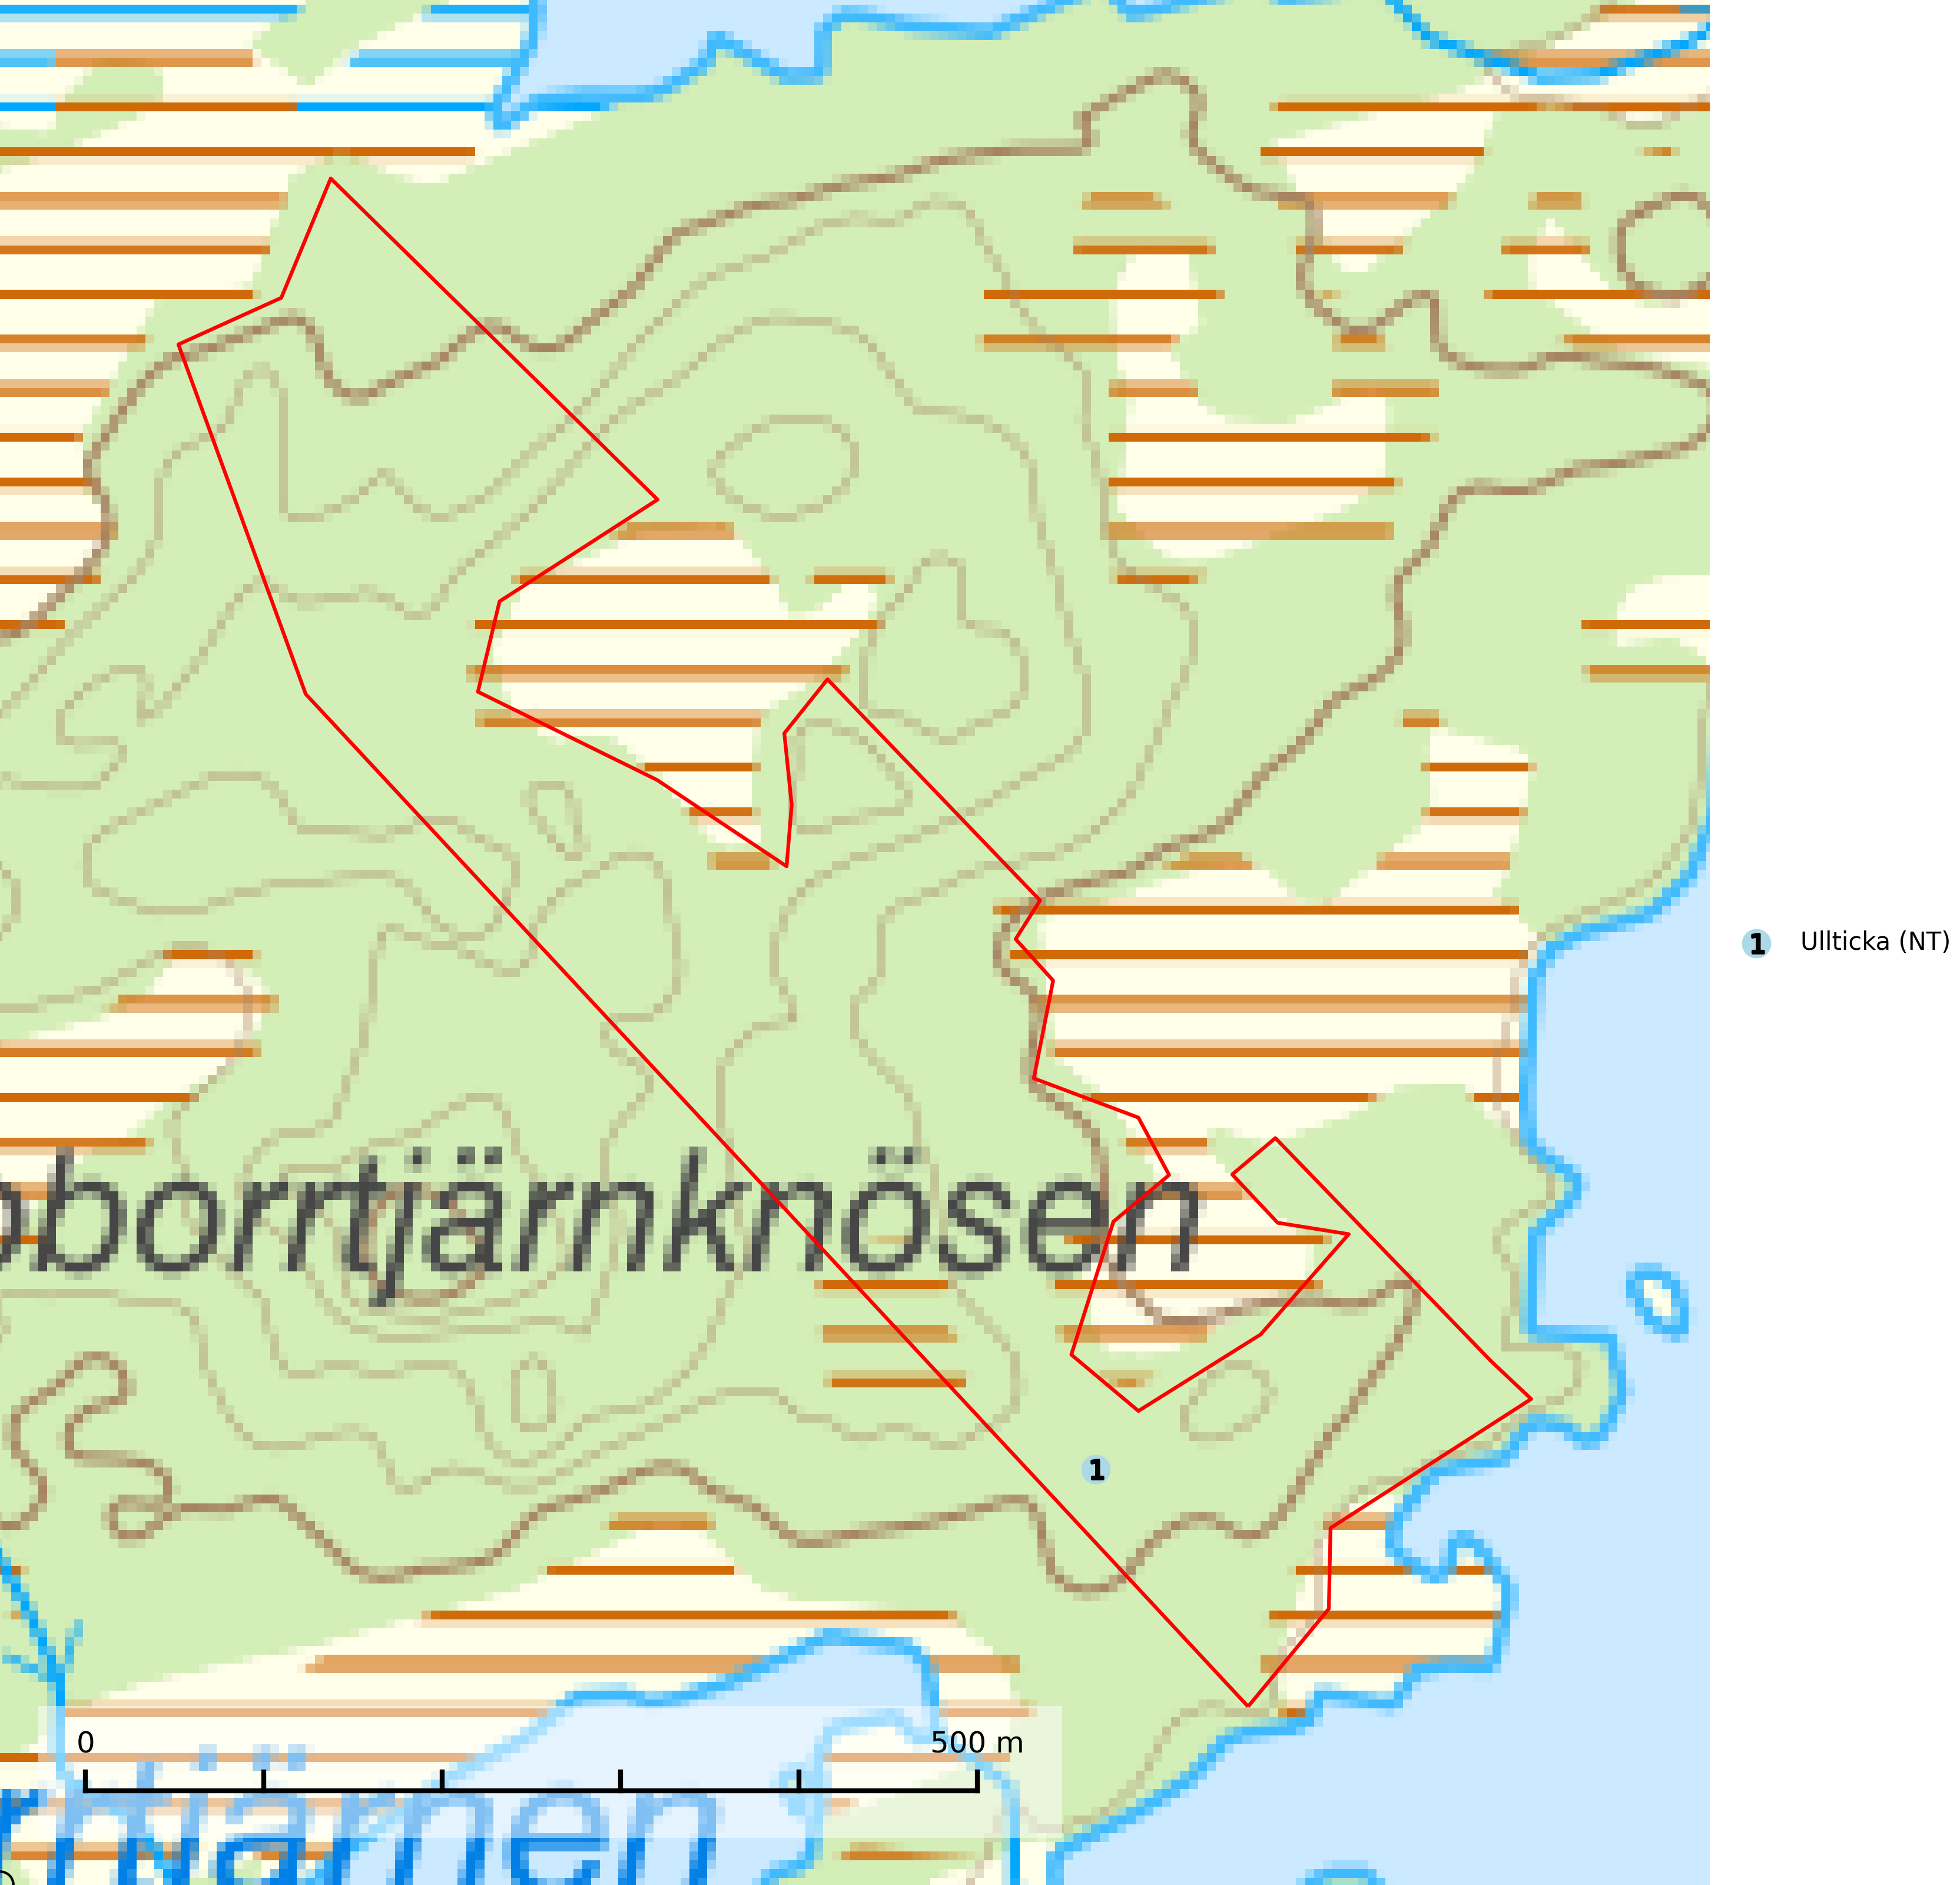 1 Ullticka (NT)
borrtjärnknösen
1
0 500 m
tjärnen